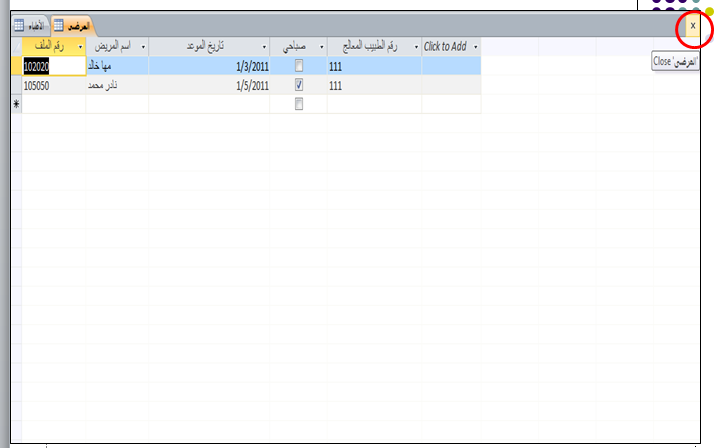 الأطباء المرضى x
رقم الملف اسم المريض تاريخ الموعد صباحي رقم الطبيب المعالج Click to Add
102020 مها خالد 1/3/2011 111
Close 'المرضى'
105050 نادر محمد 1/5/2011 111
*